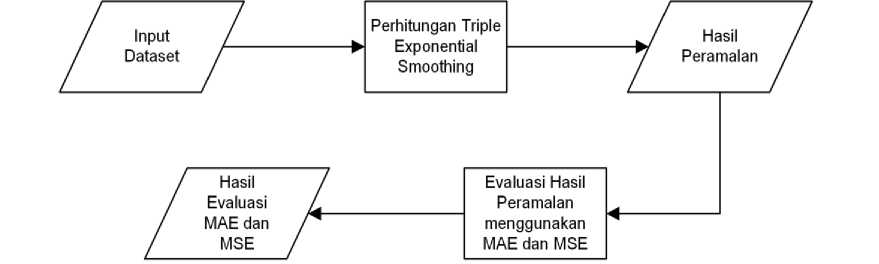 Input
Dataset
Perhitungan Triple
Exponential
Smoothing
Hasil
Peramalan
Evaluasi Hasil
Peramalan
menggunakan
MAE dan MSE
Hasil
Evaluasi
MAE dan
MSE